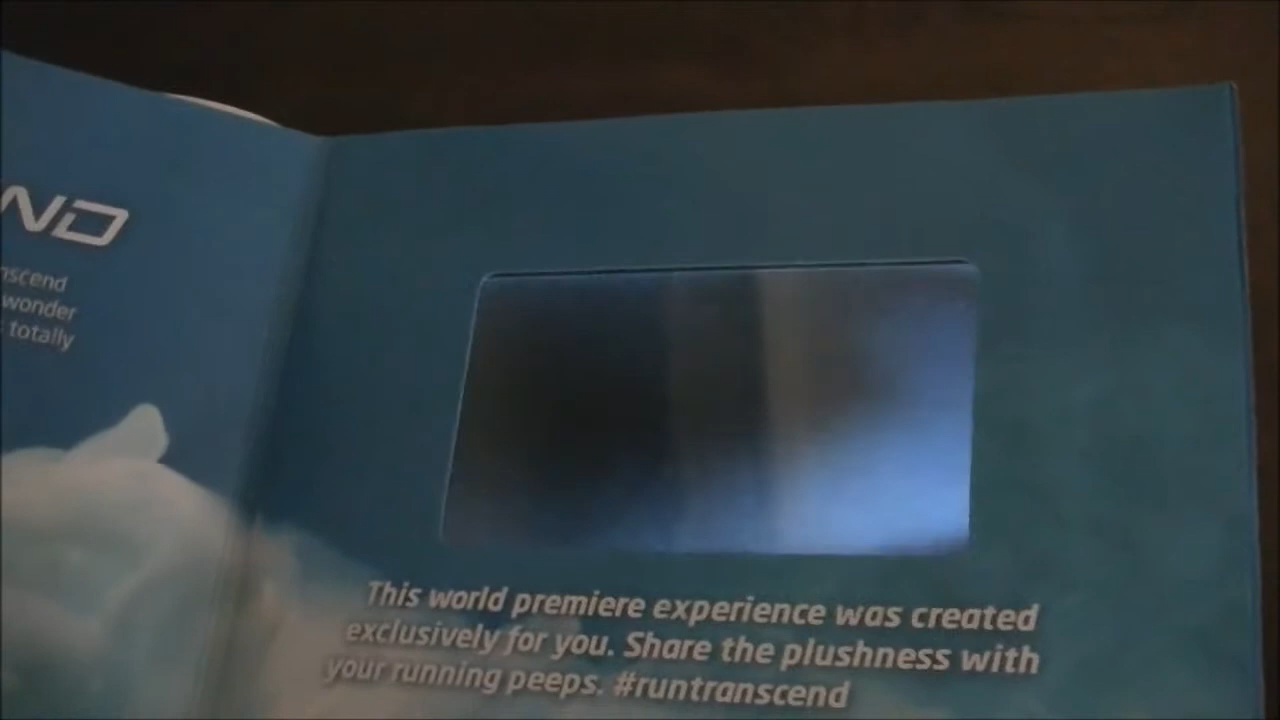 ND
nscend
wonder
totally
This world premiere experience was created
exclusively for you. Share the plushness with
your running peeps. #runtranscend